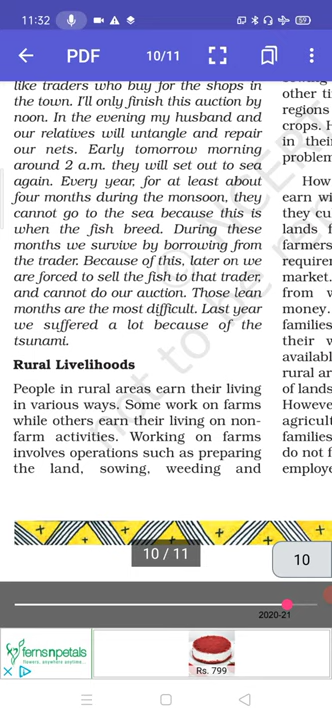 11:32
PDF
10/11
like traders who buy for the shops in
the town. I'll only finish this auction by
noon. In the evening my husband and
our relatives will untangle and repair
our nets. Early tomorrow morning
around 2 a.m. they will set out to sea
again. Every year, for at least about
four months during the monsoon, they
cannot go to the sea because this is
when the fish breed. During these
months we survive by borrowing from
the trader. Because of this, later on we
are forced to sell the fish to that trader,
and cannot do our auction. Those lean
months are the most difficult. Last year
we suffered a lot because of the
tsunami.
Rural Livelihoods
People in rural areas earn their living
in various ways. Some work on farms
while others earn their living on non-
farm activities. Working on farms
involves operations such as preparing
the land, sowing, weeding and
other ti
regions
crops. H
in thei
problem
How
earn wi
they cu
lands f
farmers
requirem
market.
from w
money.
families
their w
availabl
rural ar
of lands
Howeve
agricult
families
do not f
employe
not to be
10 / 11
10
2020-21
fernsnpetals
flowers, anywhere anytime...
Rs. 799